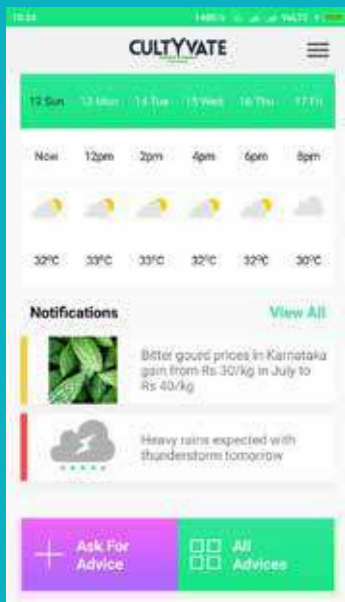 CULTYVATE
12 Sun 13 Mon 14 Tue 15 Wed 16 Thu 17 Fri
Now 12pm 2pm 4pm 6pm 8pm
32°C 33°C 33°C 32°C 32°C 30°C
Notifications View All
Bitter gourd prices in Karnataka
gain from Rs 30/kg in July to
Rs 40/kg
Heavy rains expected with
thunderstorm tomorrow
Ask For
Advice
All
Advices